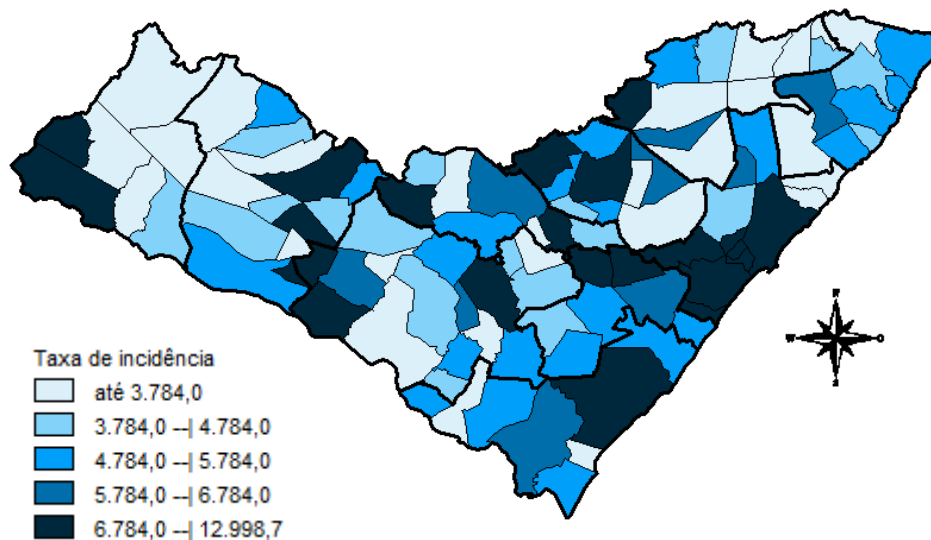 Taxa de incidência
até 3.784,0
3.784,0 --| 4.784,0
4.784,0 --| 5.784,0
5.784,0 --| 6.784,0
6.784,0 --| 12.998,7